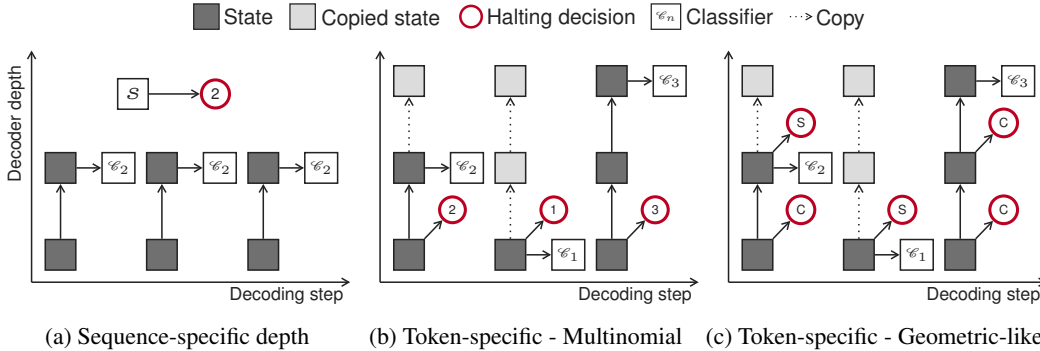 State Copied state Halting decision 𝒞n Classifier Copy
Decoder depth
S 2
𝒞2 𝒞2 𝒞2
Decoding step
𝒞3
𝒞2
2 1 3
𝒞1
Decoding step
𝒞3
S C
𝒞2
C S C
𝒞1
Decoding step
(a) Sequence-specific depth (b) Token-specific - Multinomial (c) Token-specific - Geometric-like